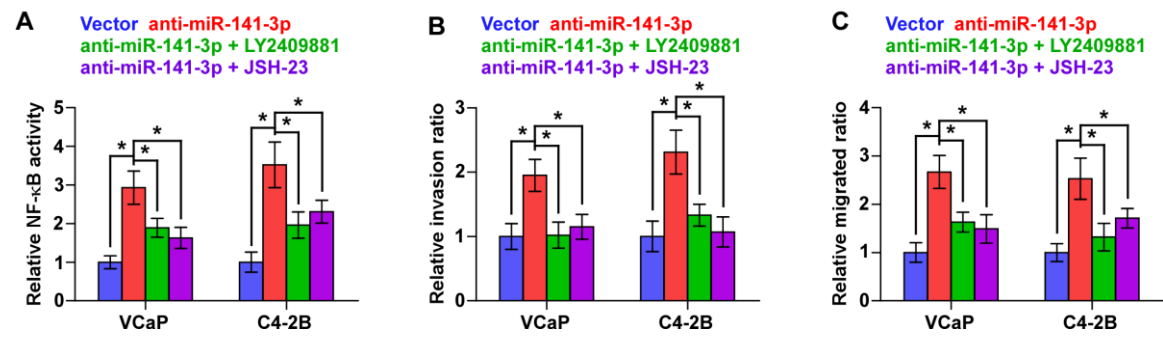 A
Vector anti-miR-141-3p
anti-miR-141-3p + LY2409881
anti-miR-141-3p + JSH-23
Relative NF-κB activity
5
4
3
2
1
0
* * *
* * *
VCaP
C4-2B
B
Vector anti-miR-141-3p
anti-miR-141-3p + LY2409881
anti-miR-141-3p + JSH-23
Relative invasion ratio
3
2
1
0
* * *
* * *
VCaP
C4-2B
C
Vector anti-miR-141-3p
anti-miR-141-3p + LY2409881
anti-miR-141-3p + JSH-23
Relative migrated ratio
4
3
2
1
0
* * *
* * *
VCaP
C4-2B